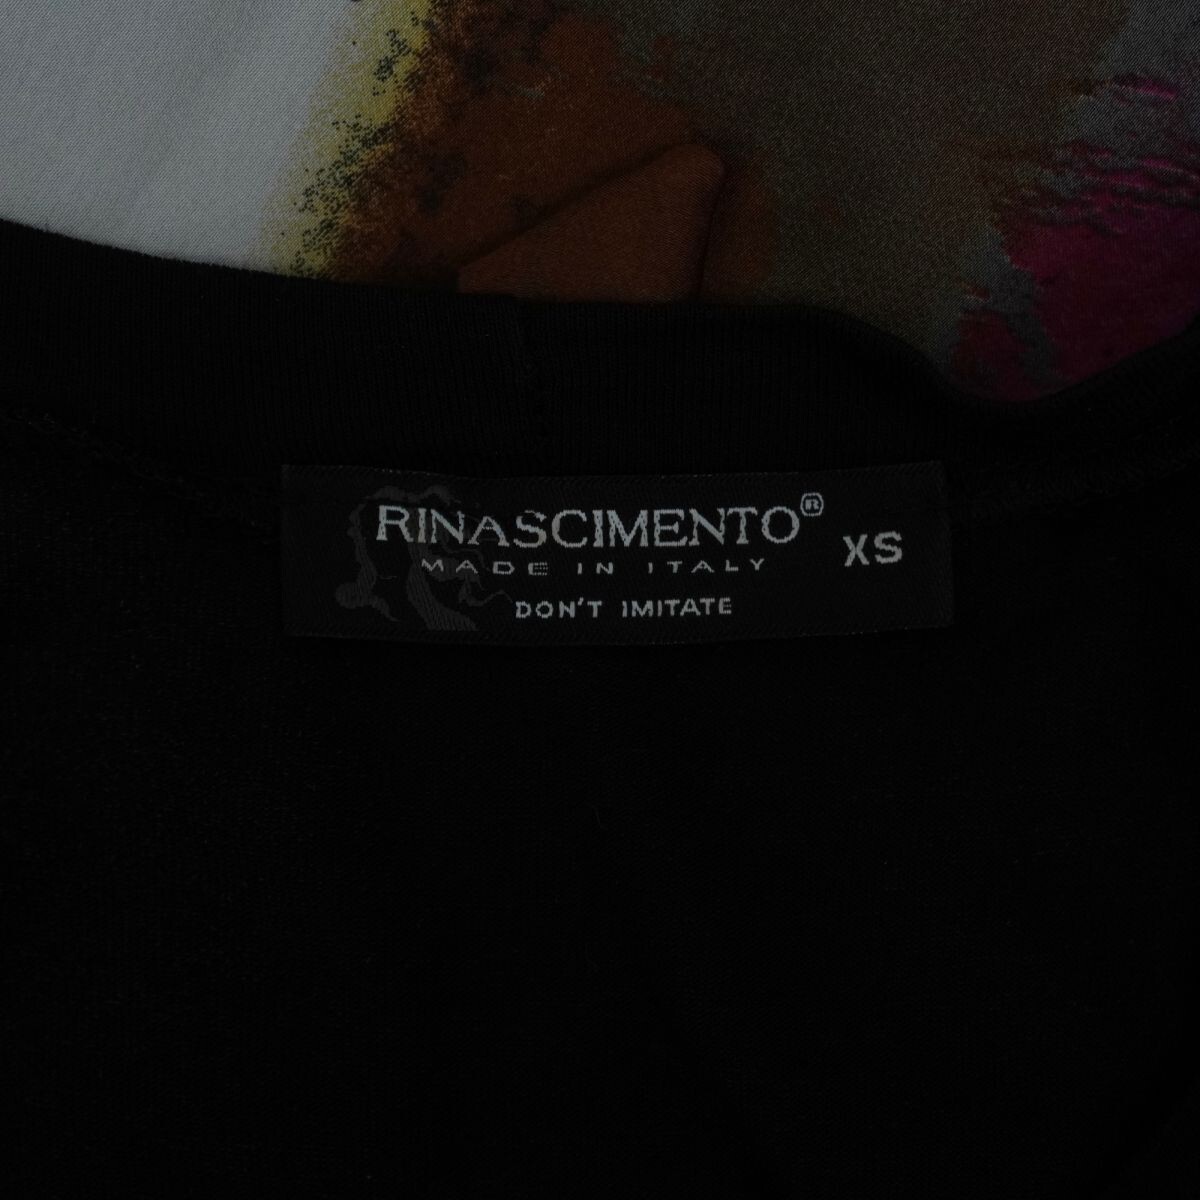 RINASCIMENTO®
XS
MADE IN ITALY
DON'T IMITATE